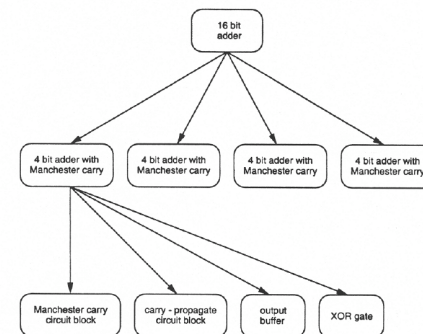 16 bit
adder
4 bit adder with
Manchester carry
4 bit adder with
Manchester carry
4 bit adder with
Manchester carry
4 bit adder with
Manchester carry
Manchester carry
circuit block
carry - propagate
circuit block
output
buffer
XOR gate